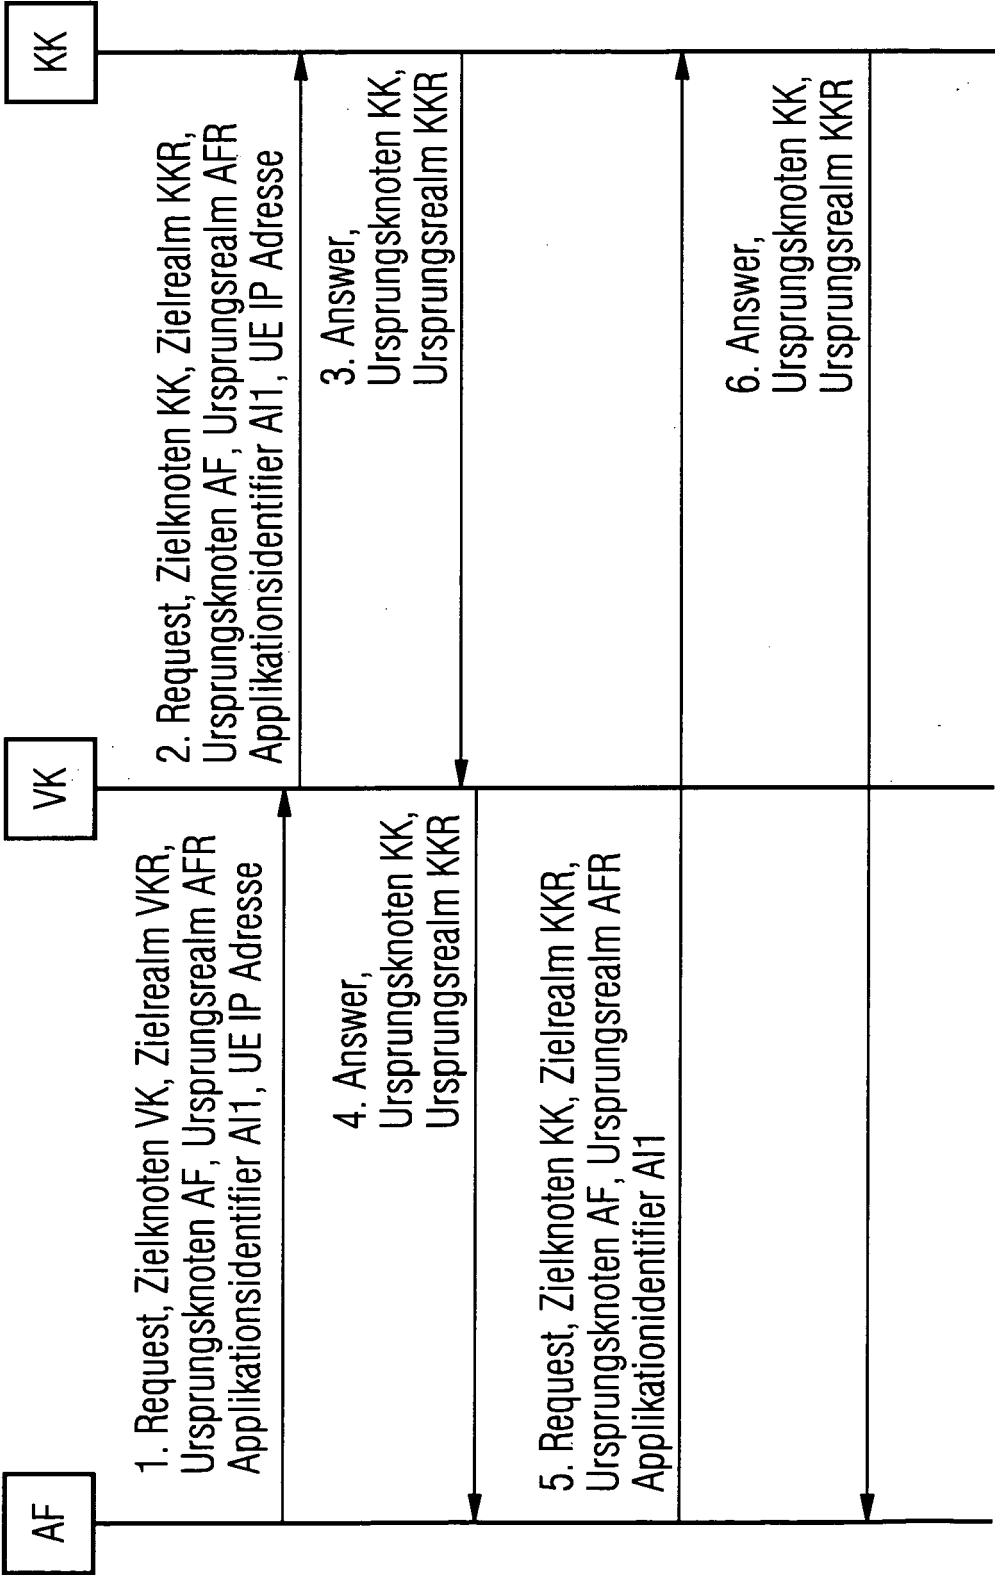 AF
VK
KK
1. Request, Zielknoten VK, Zielrealm VKR,
Ursprungsknoten AF, Ursprungsrealm AFR
Applikationsidentifier AI1, UE IP Adresse
2. Request, Zielknoten KK, Zielrealm KKR,
Ursprungsknoten AF, Ursprungsrealm AFR
Applikationsidentifier AI1, UE IP Adresse
3. Answer,
Ursprungsknoten KK,
Ursprungsrealm KKR
4. Answer,
Ursprungsknoten KK,
Ursprungsrealm KKR
5. Request, Zielknoten KK, Zielrealm KKR,
Ursprungsknoten AF, Ursprungsrealm AFR
Applikationidentifier AI1
6. Answer,
Ursprungsknoten KK,
Ursprungsrealm KKR